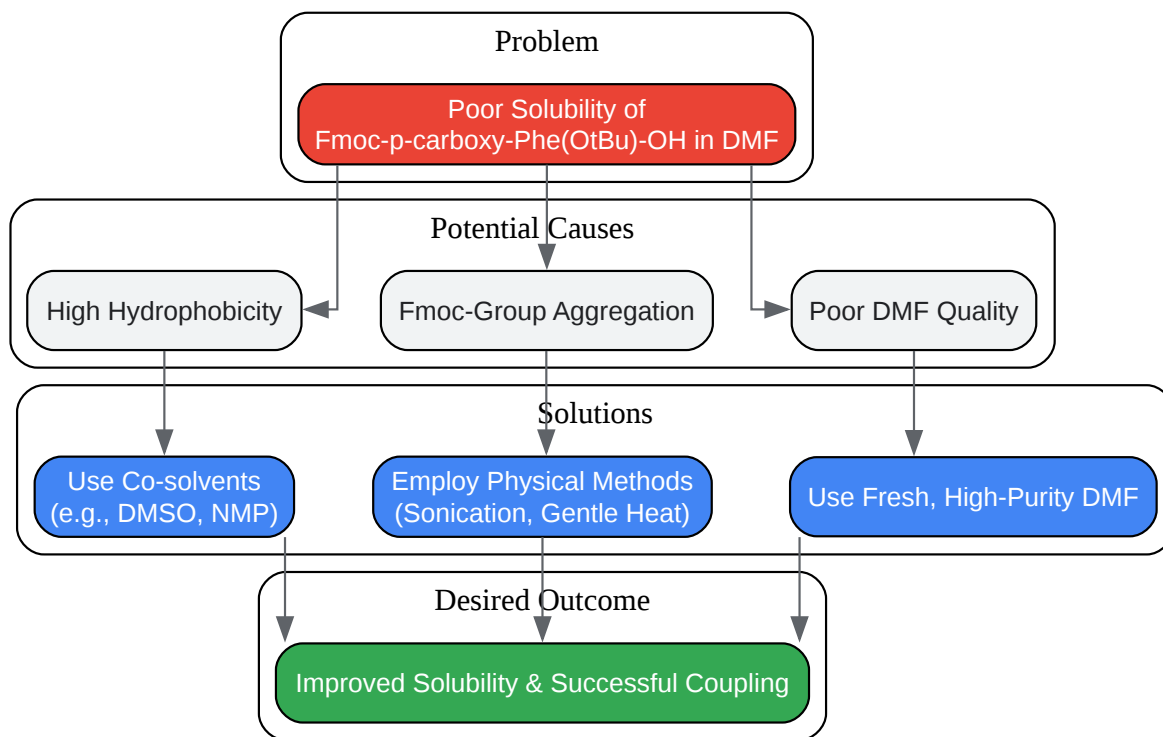 Problem
Poor Solubility of
Fmoc-p-carboxy-Phe(OtBu)-OH in DMF
Potential Causes
High Hydrophobicity
Fmoc-Group Aggregation
Poor DMF Quality
Solutions
Use Co-solvents
(e.g., DMSO, NMP)
Employ Physical Methods
(Sonication, Gentle Heat)
Use Fresh, High-Purity DMF
Desired Outcome
Improved Solubility & Successful Coupling